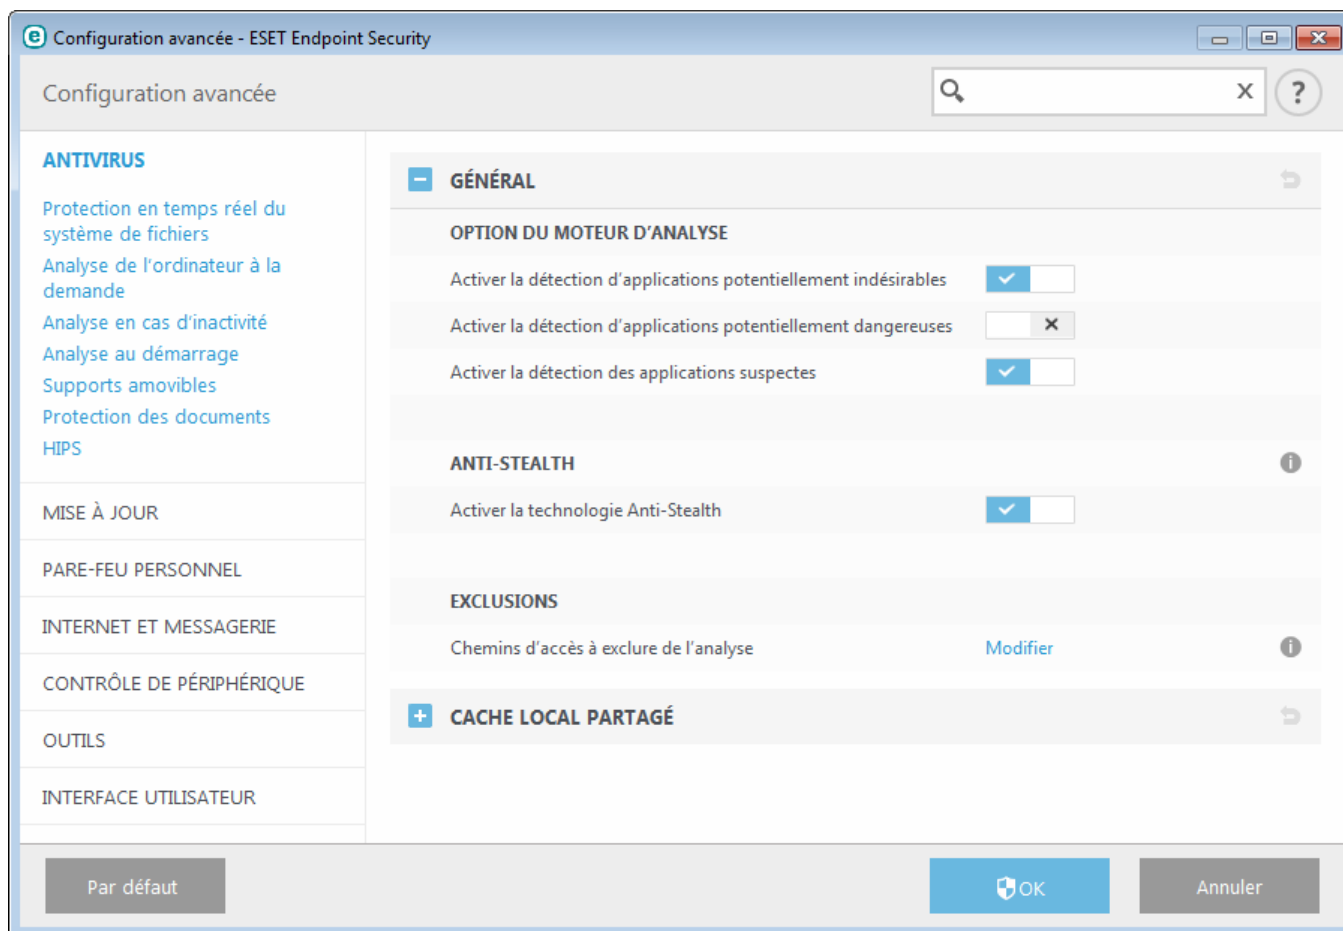 Configuration avancée - ESET Endpoint Security
Configuration avancée
ANTIVIRUS
Protection en temps réel du
système de fichiers
Analyse de l'ordinateur à la
demande
Analyse en cas d'inactivité
Analyse au démarrage
Supports amovibles
Protection des documents
HIPS
MISE À JOUR
PARE-FEU PERSONNEL
INTERNET ET MESSAGERIE
CONTRÔLE DE PÉRIPHÉRIQUE
OUTILS
INTERFACE UTILISATEUR
GÉNÉRAL
OPTION DU MOTEUR D'ANALYSE
Activer la détection d'applications potentiellement indésirables
Activer la détection d'applications potentiellement dangereuses
Activer la détection des applications suspectes
ANTI-STEALTH
Activer la technologie Anti-Stealth
EXCLUSIONS
Chemins d'accès à exclure de l'analyse Modifier
CACHE LOCAL PARTAGÉ
Par défaut
OK
Annuler